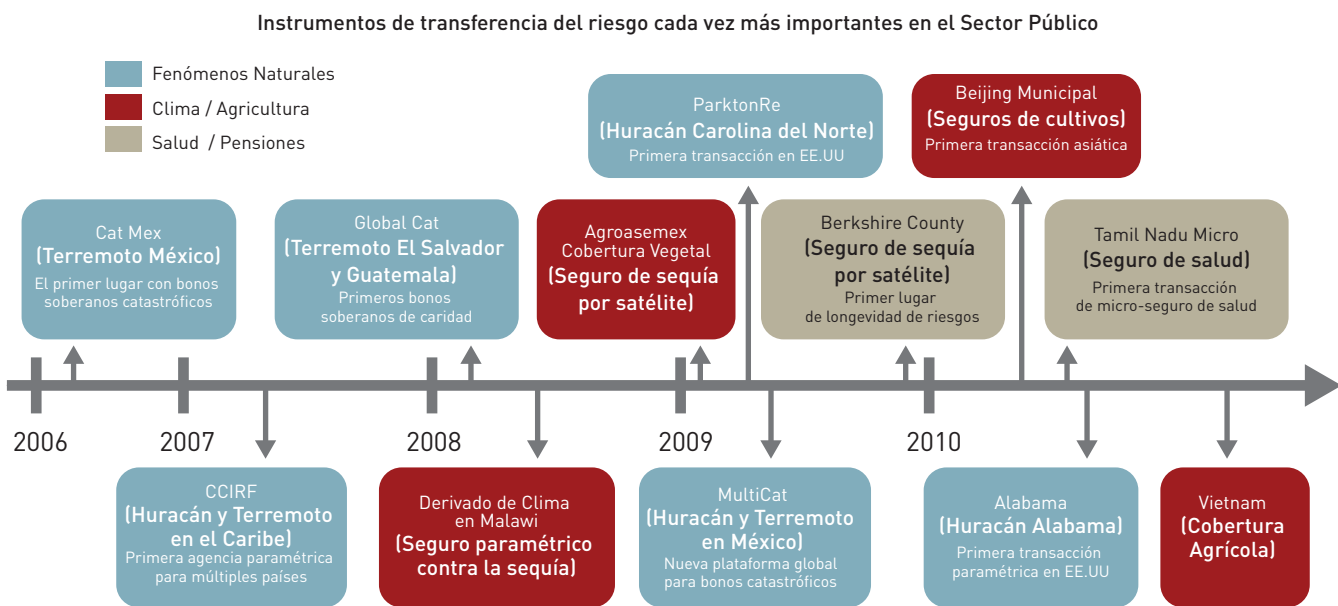 Instrumentos de transferencia del riesgo cada vez más importantes en el Sector Público
Fenómenos Naturales
Clima / Agricultura
Salud / Pensiones
ParktonRe
(Huracán Carolina del Norte)
Primera transacción en EE.UU
Beijing Municipal
(Seguros de cultivos)
Primera transacción asiática
Cat Mex
(Terremoto México)
El primer lugar con bonos
soberanos catastróficos
Global Cat
(Terremoto El Salvador
y Guatemala)
Primeros bonos
soberanos de caridad
Agroasemex
Cobertura Vegetal
(Seguro de sequía
por satélite)
Berkshire County
(Seguro de sequía
por satélite)
Primer lugar
de longevidad de riesgos
Tamil Nadu Micro
(Seguro de salud)
Primera transacción
de micro-seguro de salud
2006
2007
2008
2009
2010
CCIRF
(Huracán y Terremoto
en el Caribe)
Primera agencia paramétrica
para múltiples países
Derivado de Clima
en Malawi
(Seguro paramétrico
contra la sequía)
MultiCat
(Huracán y Terremoto
en México)
Nueva plataforma global
para bonos catastróficos
Alabama
(Huracán Alabama)
Primera transacción
paramétrica en EE.UU
Vietnam
(Cobertura
Agrícola)